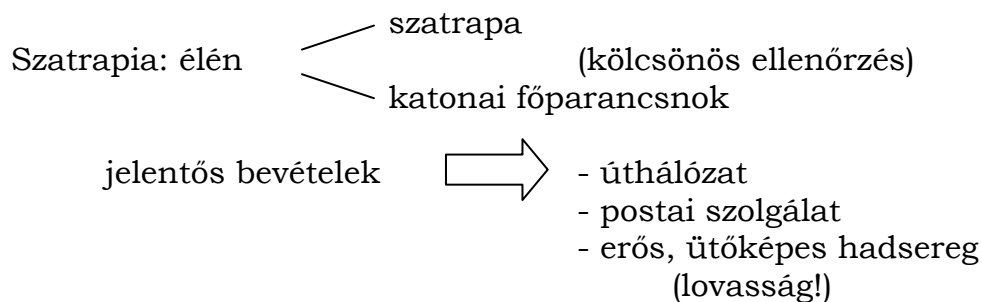 szatrapa
Szatrapia: élén (kölcsönös ellenőrzés)
katonai főparancsnok
jelentős bevételek - úthálózat
- postai szolgálat
- erős, ütőképes hadsereg
(lovasság!)